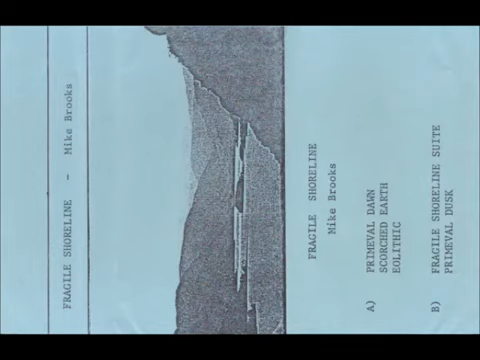 FRAGILE SHORELINE - Mike Brooks
FRAGILE SHORELINE
Mike Brooks
A) PRIMEVAL DAWN
SCORCHED EARTH
EOLITHIC
B) FRAGILE SHORELINE SUITE
PRIMEVAL DUSK